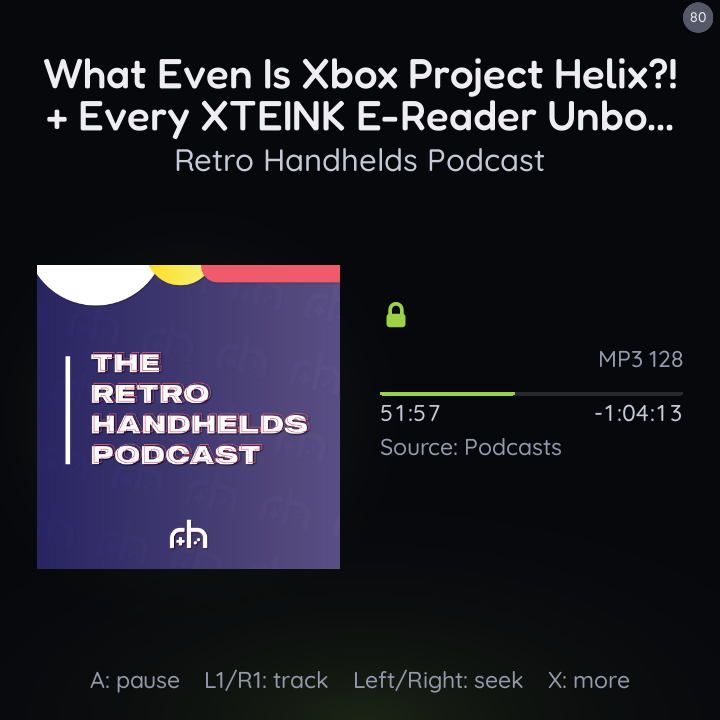 80
What Even Is Xbox Project Helix?!
+ Every XTEINK E-Reader Unbo...
Retro Handhelds Podcast
THE
RETRO
HANDHELDS
PODCAST
rh
MP3 128
51:57 -1:04:13
Source: Podcasts
A: pause L1/R1: track Left/Right: seek X: more